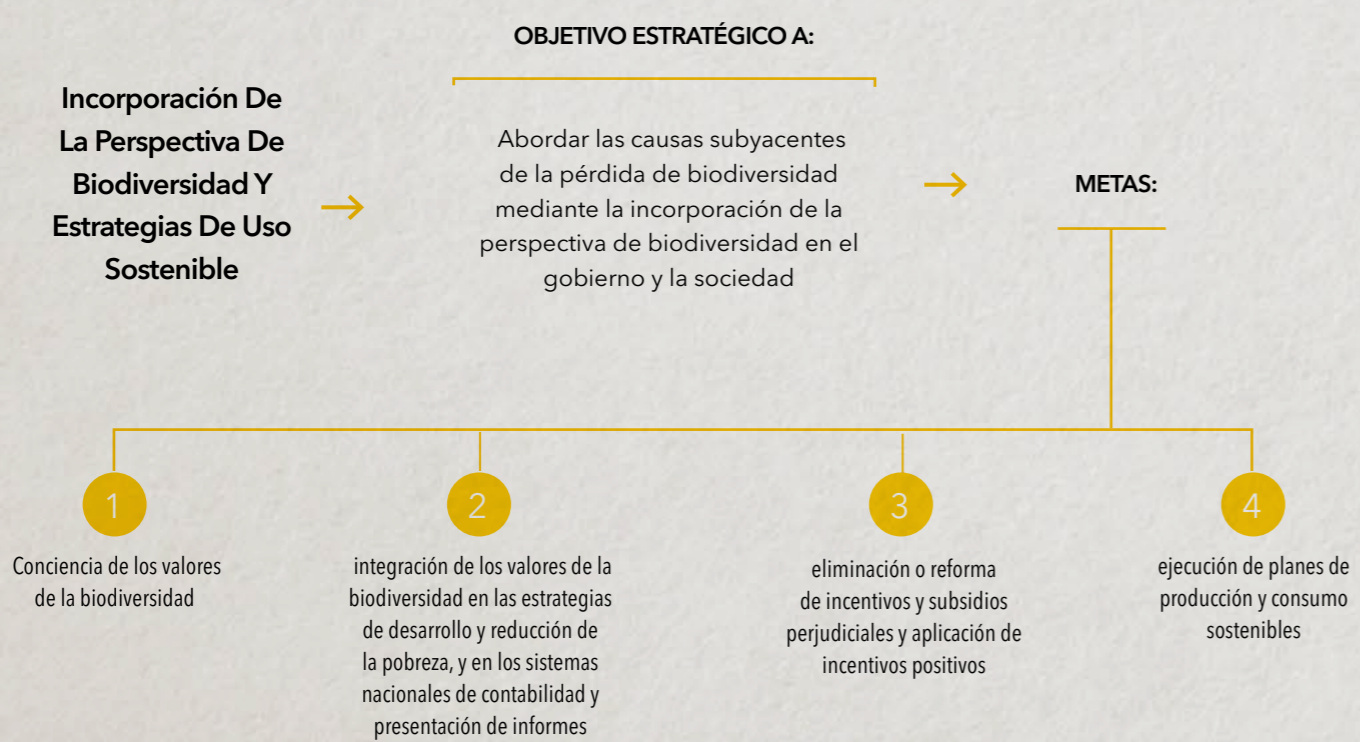 OBJETIVO ESTRATÉGICO A:
Incorporación De
La Perspectiva De
Biodiversidad Y
Estrategias De Uso
Sostenible
→
Abordar las causas subyacentes
de la pérdida de biodiversidad
mediante la incorporación de la
perspectiva de biodiversidad en el
gobierno y la sociedad
→
METAS:
1
Conciencia de los valores
de la biodiversidad
2
integración de los valores de la
biodiversidad en las estrategias
de desarrollo y reducción de
la pobreza, y en los sistemas
nacionales de contabilidad y
presentación de informes
3
eliminación o reforma
de incentivos y subsidios
perjudiciales y aplicación de
incentivos positivos
4
ejecución de planes de
producción y consumo
sostenibles